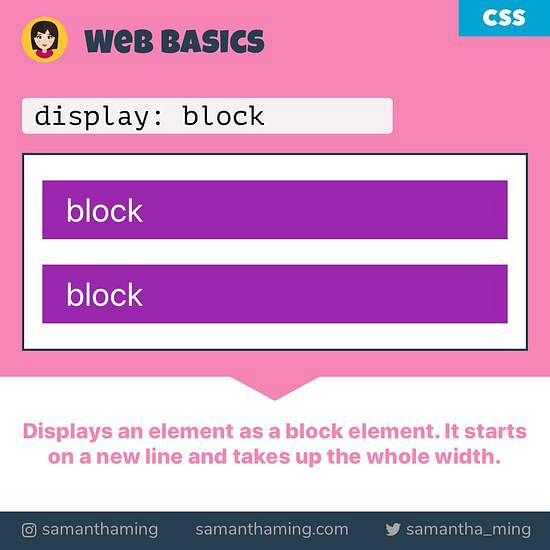 CSS
WeB BASICS
display: block
block
block
Displays an element as a block element. It starts
on a new line and takes up the whole width.
samanthaming samanthaming.com samantha_ming